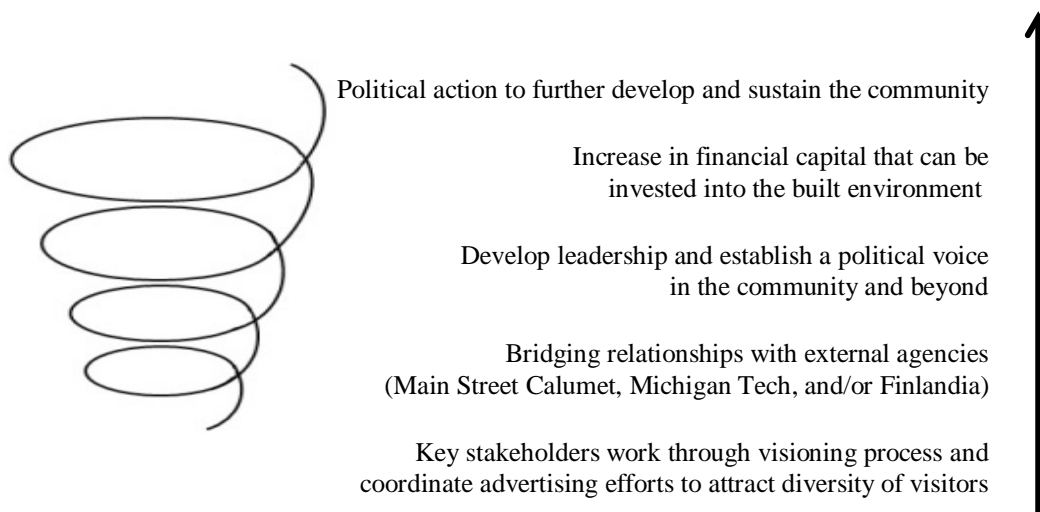 Political action to further develop and sustain the community
Increase in financial capital that can be
invested into the built environment
Develop leadership and establish a political voice
in the community and beyond
Bridging relationships with external agencies
(Main Street Calumet, Michigan Tech, and/or Finlandia)
Key stakeholders work through visioning process and
coordinate advertising efforts to attract diversity of visitors